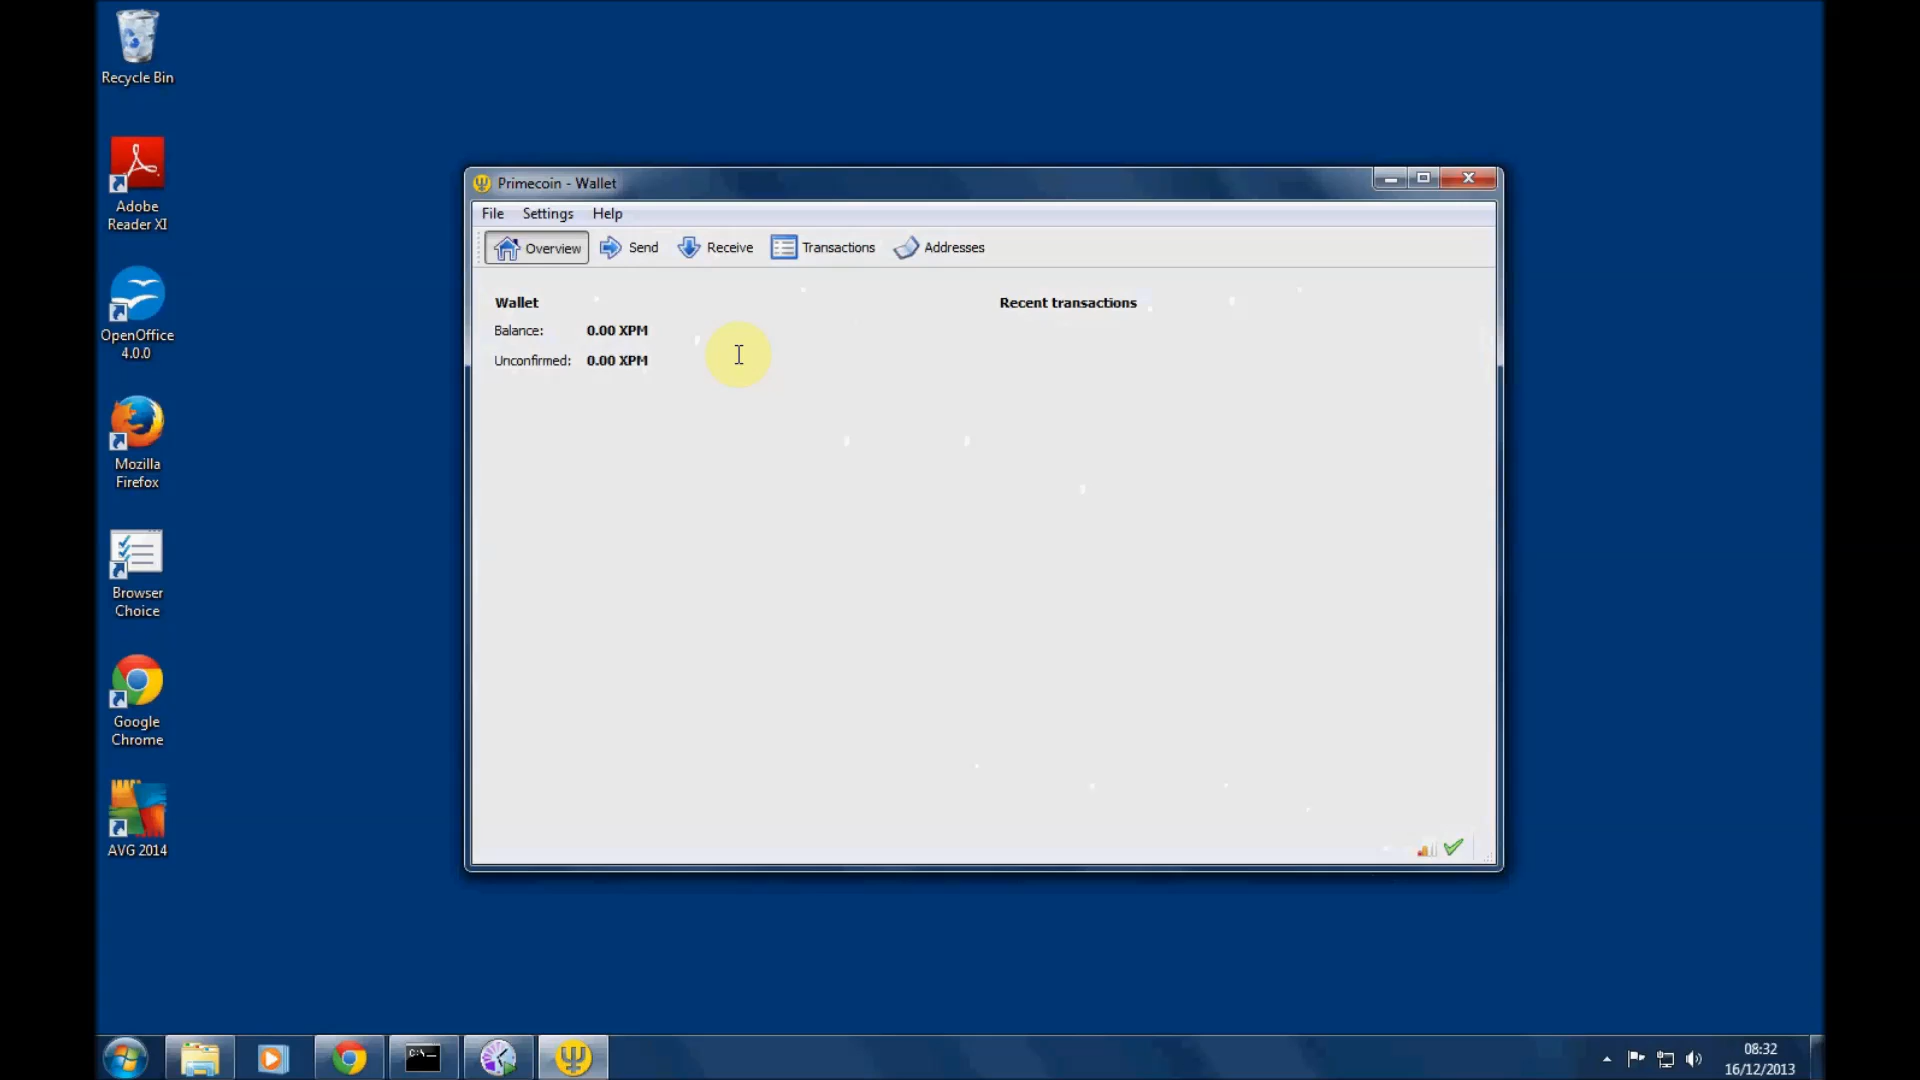 Recycle Bin
Adobe
Reader XI
OpenOffice
4.0.0
Mozilla
Firefox
Browser
Choice
Google
Chrome
AVG 2014
Primecoin - Wallet
File Settings Help
Overview Send Receive Transactions Addresses
Wallet
Balance: 0.00 XPM
Unconfirmed: 0.00 XPM
Recent transactions
C:\_
08:32
16/12/2013